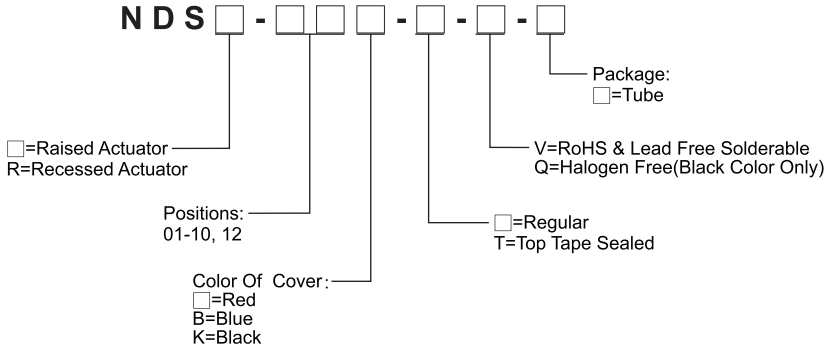 NDS□-□□□-□-□-□
Package:
□=Tube
□=Raised Actuator
R=Recessed Actuator
V=RoHS & Lead Free Solderable
Q=Halogen Free(Black Color Only)
Positions:
01-10, 12
□=Regular
T=Top Tape Sealed
Color Of Cover:
□=Red
B=Blue
K=Black